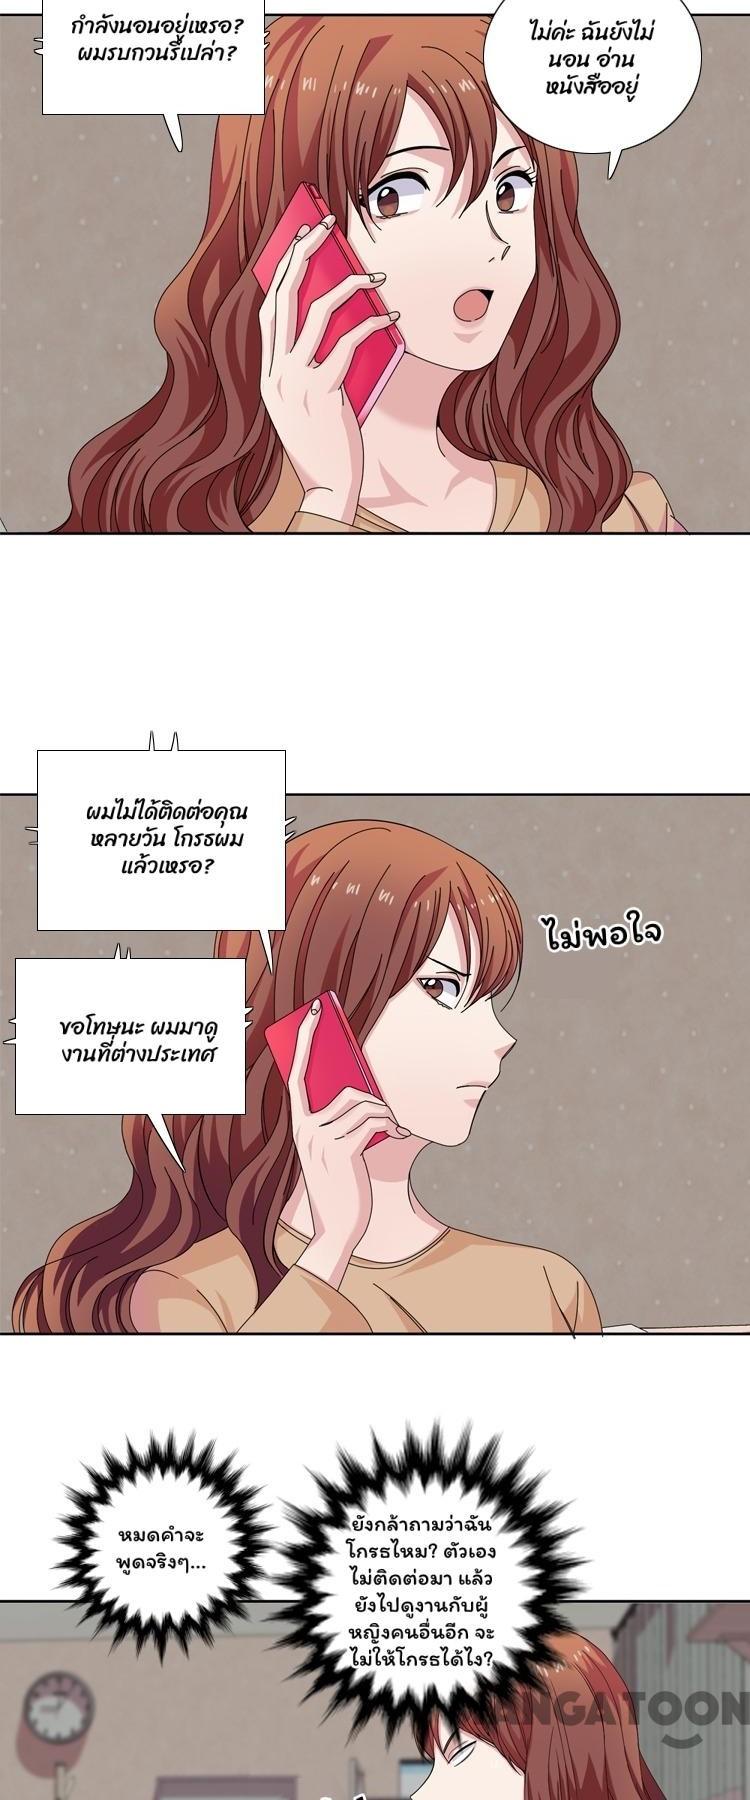 กำลังนอนอยู่เหรอ?
ผมรบกวนรึเปล่า?
ไม่ค่ะ ฉันยังไม่
นอน อ่าน
หนังสืออยู่
ผมไม่ได้ติดต่อคุณ
หลายวัน โกรธผม
แล้วเหรอ?
ไม่พอใจ
ขอโทษนะ ผมมาดู
งานที่ต่างประเทศ
หมดคำจะ
พูดจริงๆ...
ยังกล้าถามว่าฉัน
โกรธไหม? ตัวเอง
ไม่ติดต่อมา แล้ว
ยังไปดูงานกับผู้
หญิงคนอื่นอีก จะ
ไม่ให้โกรธได้ไง?
MANGATOON